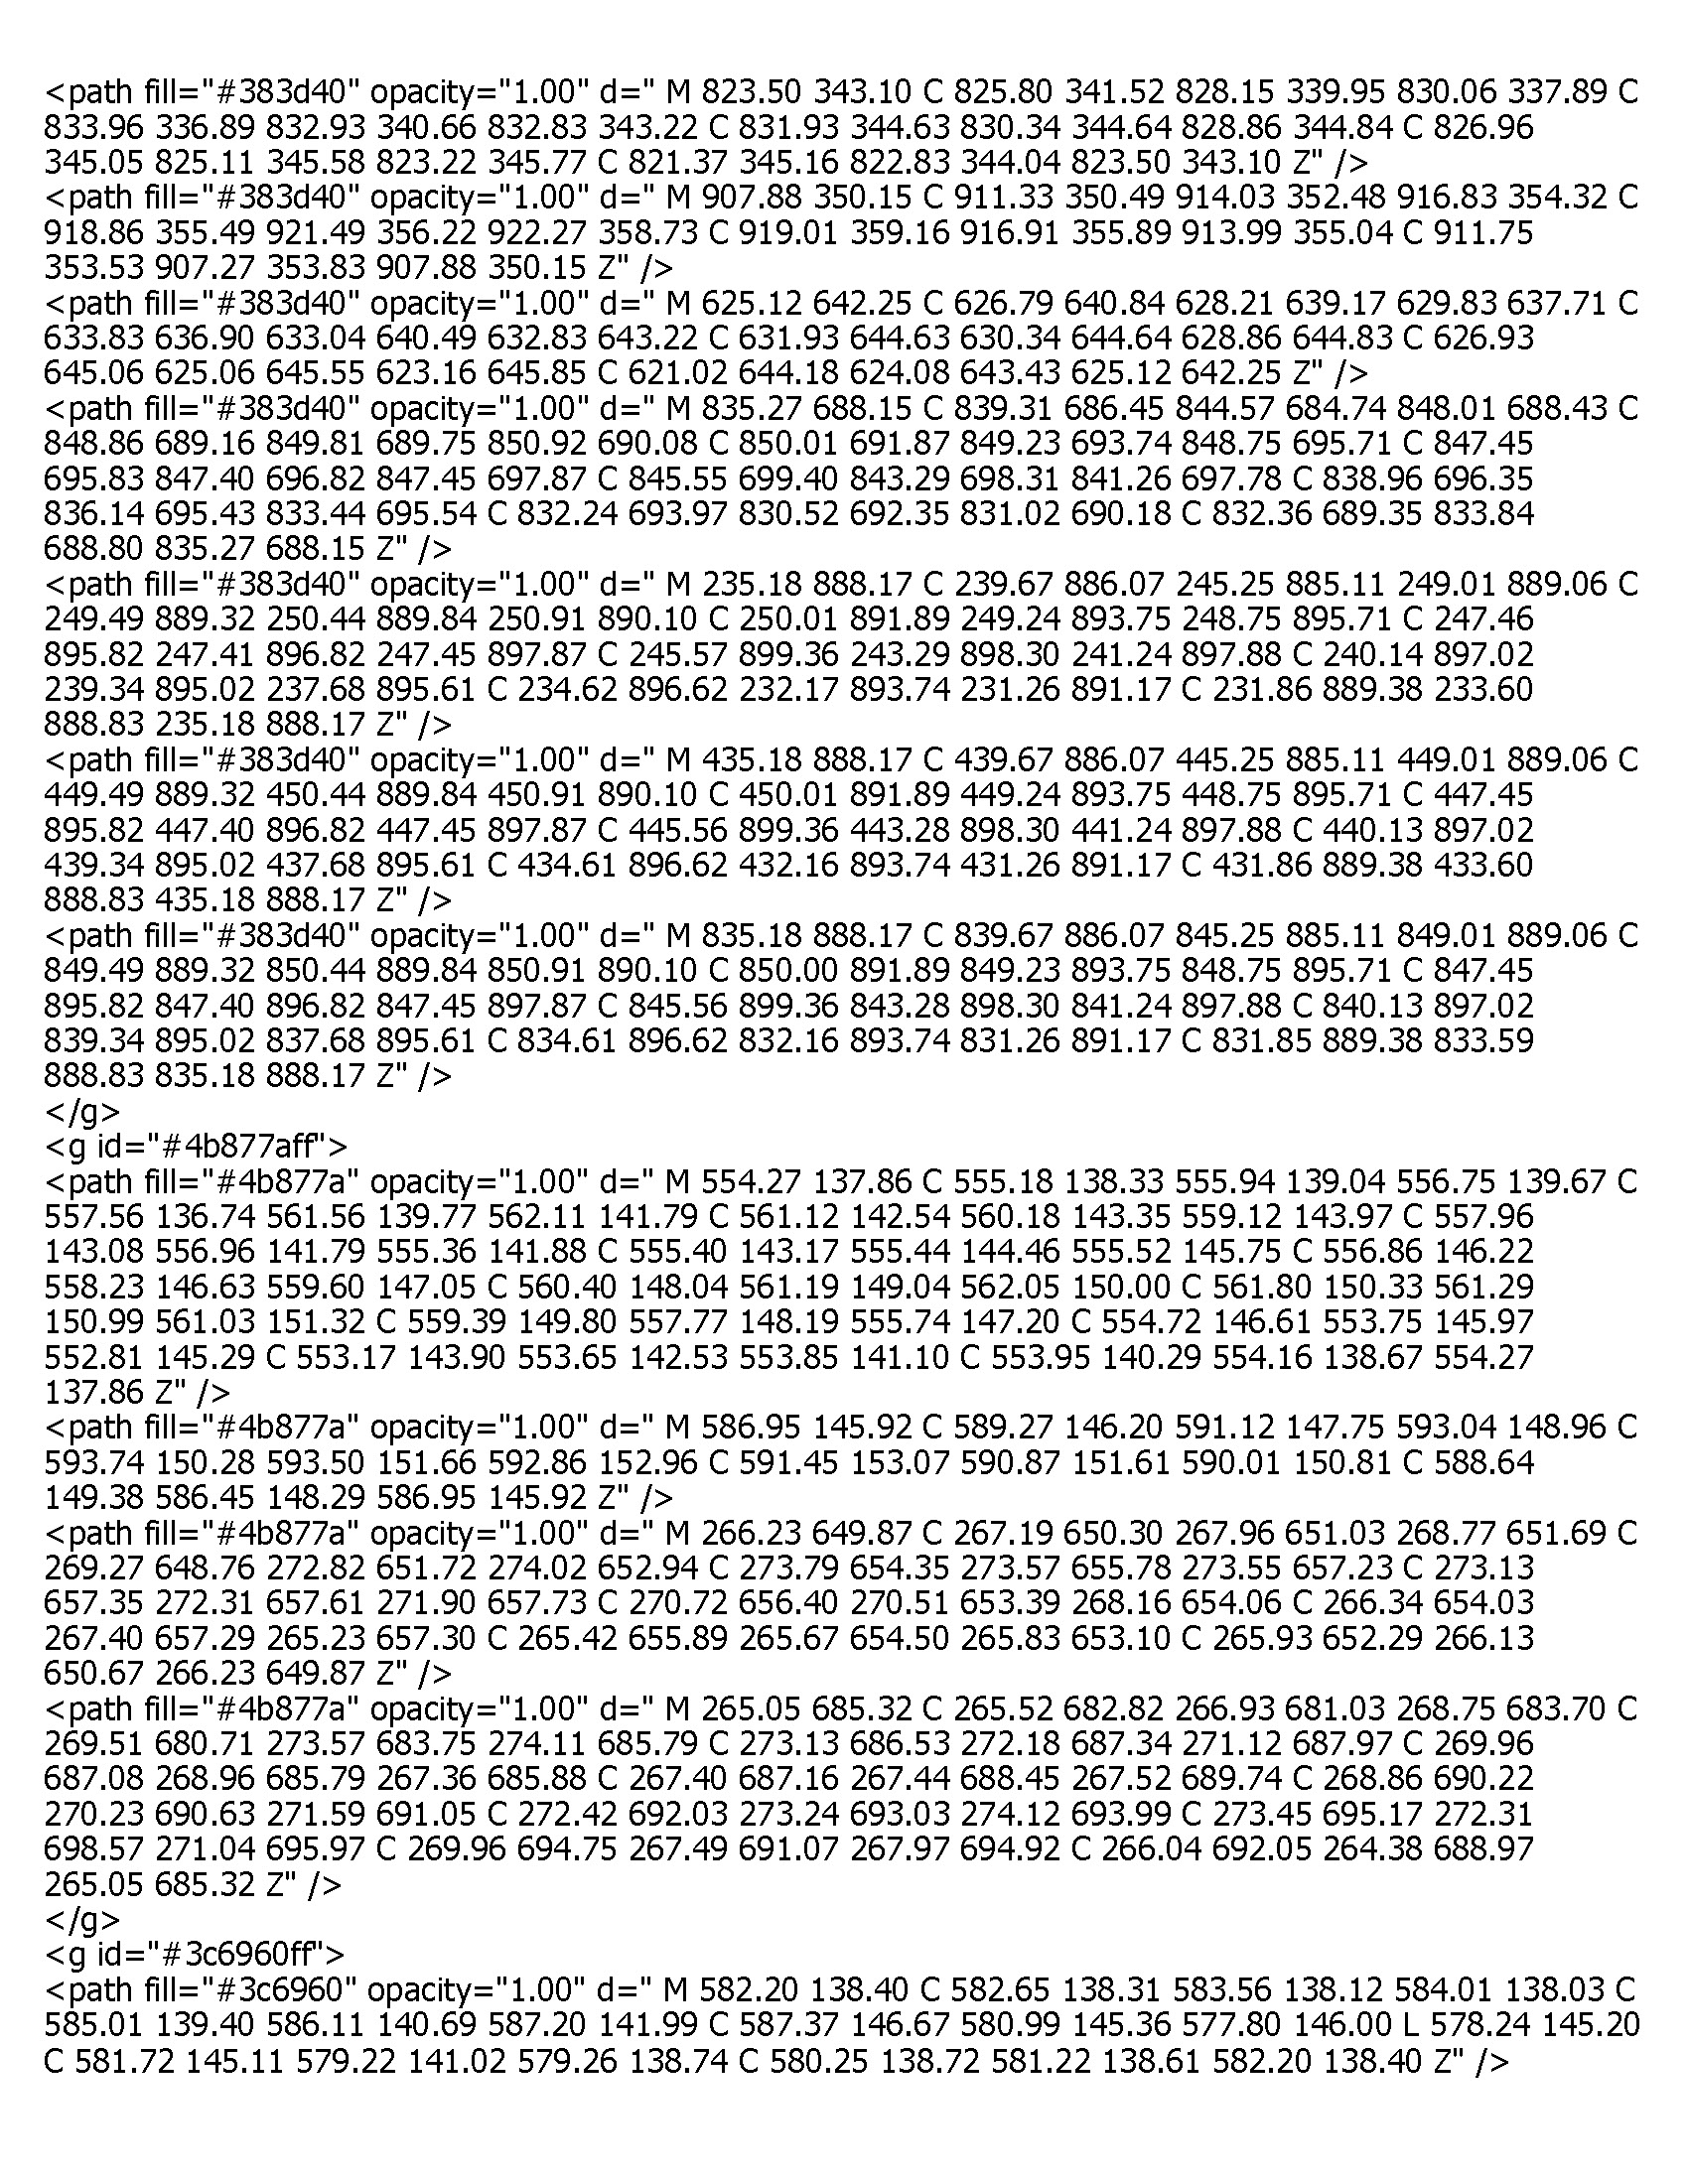 <path fill="#383d40" opacity="1.00" d=" M 823.50 343.10 C 825.80 341.52 828.15 339.95 830.06 337.89 C
833.96 336.89 832.93 340.66 832.83 343.22 C 831.93 344.63 830.34 344.64 828.86 344.84 C 826.96
345.05 825.11 345.58 823.22 345.77 C 821.37 345.16 822.83 344.04 823.50 343.10 Z" />
<path fill="#383d40" opacity="1.00" d=" M 907.88 350.15 C 911.33 350.49 914.03 352.48 916.83 354.32 C
918.86 355.49 921.49 356.22 922.27 358.73 C 919.01 359.16 916.91 355.89 913.99 355.04 C 911.75
353.53 907.27 353.83 907.88 350.15 Z" />
<path fill="#383d40" opacity="1.00" d=" M 625.12 642.25 C 626.79 640.84 628.21 639.17 629.83 637.71 C
633.83 636.90 633.04 640.49 632.83 643.22 C 631.93 644.63 630.34 644.64 628.86 644.83 C 626.93
645.06 625.06 645.55 623.16 645.85 C 621.02 644.18 624.08 643.43 625.12 642.25 Z" />
<path fill="#383d40" opacity="1.00" d=" M 835.27 688.15 C 839.31 686.45 844.57 684.74 848.01 688.43 C
848.86 689.16 849.81 689.75 850.92 690.08 C 850.01 691.87 849.23 693.74 848.75 695.71 C 847.45
695.83 847.40 696.82 847.45 697.87 C 845.55 699.40 843.29 698.31 841.26 697.78 C 838.96 696.35
836.14 695.43 833.44 695.54 C 832.24 693.97 830.52 692.35 831.02 690.18 C 832.36 689.35 833.84
688.80 835.27 688.15 Z" />
<path fill="#383d40" opacity="1.00" d=" M 235.18 888.17 C 239.67 886.07 245.25 885.11 249.01 889.06 C
249.49 889.32 250.44 889.84 250.91 890.10 C 250.01 891.89 249.24 893.75 248.75 895.71 C 247.46
895.82 247.41 896.82 247.45 897.87 C 245.57 899.36 243.29 898.30 241.24 897.88 C 240.14 897.02
239.34 895.02 237.68 895.61 C 234.62 896.62 232.17 893.74 231.26 891.17 C 231.86 889.38 233.60
888.83 235.18 888.17 Z" />
<path fill="#383d40" opacity="1.00" d=" M 435.18 888.17 C 439.67 886.07 445.25 885.11 449.01 889.06 C
449.49 889.32 450.44 889.84 450.91 890.10 C 450.01 891.89 449.24 893.75 448.75 895.71 C 447.45
895.82 447.40 896.82 447.45 897.87 C 445.56 899.36 443.28 898.30 441.24 897.88 C 440.13 897.02
439.34 895.02 437.68 895.61 C 434.61 896.62 432.16 893.74 431.26 891.17 C 431.86 889.38 433.60
888.83 435.18 888.17 Z" />
<path fill="#383d40" opacity="1.00" d=" M 835.18 888.17 C 839.67 886.07 845.25 885.11 849.01 889.06 C
849.49 889.32 850.44 889.84 850.91 890.10 C 850.00 891.89 849.23 893.75 848.75 895.71 C 847.45
895.82 847.40 896.82 847.45 897.87 C 845.56 899.36 843.28 898.30 841.24 897.88 C 840.13 897.02
839.34 895.02 837.68 895.61 C 834.61 896.62 832.16 893.74 831.26 891.17 C 831.85 889.38 833.59
888.83 835.18 888.17 Z" />
</g>
<g id="#4b877aff">
<path fill="#4b877a" opacity="1.00" d=" M 554.27 137.86 C 555.18 138.33 555.94 139.04 556.75 139.67 C
557.56 136.74 561.56 139.77 562.11 141.79 C 561.12 142.54 560.18 143.35 559.12 143.97 C 557.96
143.08 556.96 141.79 555.36 141.88 C 555.40 143.17 555.44 144.46 555.52 145.75 C 556.86 146.22
558.23 146.63 559.60 147.05 C 560.40 148.04 561.19 149.04 562.05 150.00 C 561.80 150.33 561.29
150.99 561.03 151.32 C 559.39 149.80 557.77 148.19 555.74 147.20 C 554.72 146.61 553.75 145.97
552.81 145.29 C 553.17 143.90 553.65 142.53 553.85 141.10 C 553.95 140.29 554.16 138.67 554.27
137.86 Z" />
<path fill="#4b877a" opacity="1.00" d=" M 586.95 145.92 C 589.27 146.20 591.12 147.75 593.04 148.96 C
593.74 150.28 593.50 151.66 592.86 152.96 C 591.45 153.07 590.87 151.61 590.01 150.81 C 588.64
149.38 586.45 148.29 586.95 145.92 Z" />
<path fill="#4b877a" opacity="1.00" d=" M 266.23 649.87 C 267.19 650.30 267.96 651.03 268.77 651.69 C
269.27 648.76 272.82 651.72 274.02 652.94 C 273.79 654.35 273.57 655.78 273.55 657.23 C 273.13
657.35 272.31 657.61 271.90 657.73 C 270.72 656.40 270.51 653.39 268.16 654.06 C 266.34 654.03
267.40 657.29 265.23 657.30 C 265.42 655.89 265.67 654.50 265.83 653.10 C 265.93 652.29 266.13
650.67 266.23 649.87 Z" />
<path fill="#4b877a" opacity="1.00" d=" M 265.05 685.32 C 265.52 682.82 266.93 681.03 268.75 683.70 C
269.51 680.71 273.57 683.75 274.11 685.79 C 273.13 686.53 272.18 687.34 271.12 687.97 C 269.96
687.08 268.96 685.79 267.36 685.88 C 267.40 687.16 267.44 688.45 267.52 689.74 C 268.86 690.22
270.23 690.63 271.59 691.05 C 272.42 692.03 273.24 693.03 274.12 693.99 C 273.45 695.17 272.31
698.57 271.04 695.97 C 269.96 694.75 267.49 691.07 267.97 694.92 C 266.04 692.05 264.38 688.97
265.05 685.32 Z" />
</g>
<g id="#3c6960ff">
<path fill="#3c6960" opacity="1.00" d=" M 582.20 138.40 C 582.65 138.31 583.56 138.12 584.01 138.03 C
585.01 139.40 586.11 140.69 587.20 141.99 C 587.37 146.67 580.99 145.36 577.80 146.00 L 578.24 145.20
C 581.72 145.11 579.22 141.02 579.26 138.74 C 580.25 138.72 581.22 138.61 582.20 138.40 Z" />